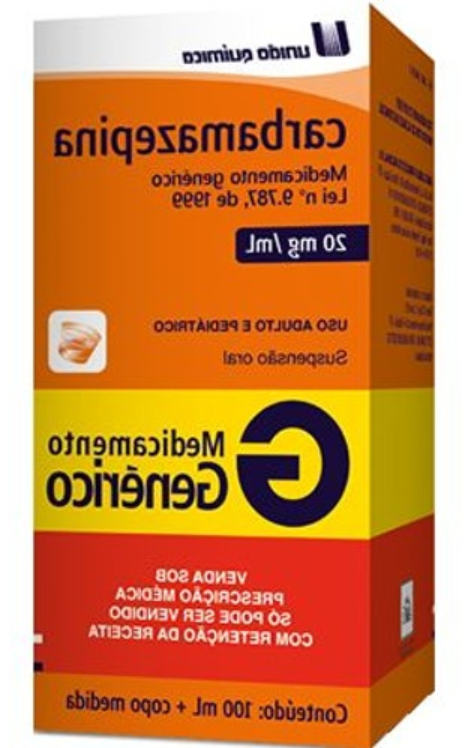 união química
carbamazepina
Medicamento genérico
Lei nº 9.787, de 1999
20 mg/mL
USO ADULTO E PEDIÁTRICO
Suspensão oral
G
Medicamento
Genérico
VENDA SOB
PRESCRIÇÃO MÉDICA
SÓ PODE SER VENDIDO
COM RETENÇÃO DA RECEITA
Conteúdo: 100 mL + copo medida